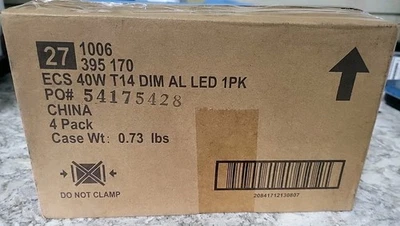 27 1006
395 170
ECS 40W T14 DIM AL LED 1PK
PO# 54175428
CHINA
4 Pack
Case Wt: 0.73 lbs
DO NOT CLAMP
20841712130807